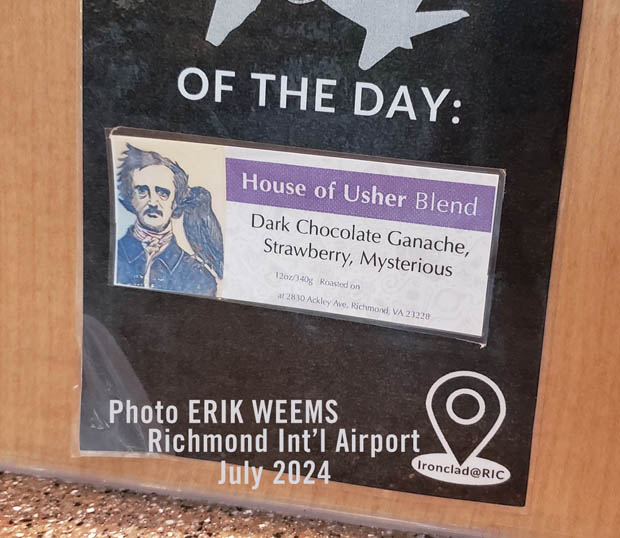 OF THE DAY:
House of Usher Blend
Dark Chocolate Ganache,
Strawberry, Mysterious
12oz/340g Roasted on
at 2830 Ackley Ave, Richmond, VA 23228
Photo ERIK WEEMS
Richmond Int'l Airport
July 2024
Ironclad@RIC